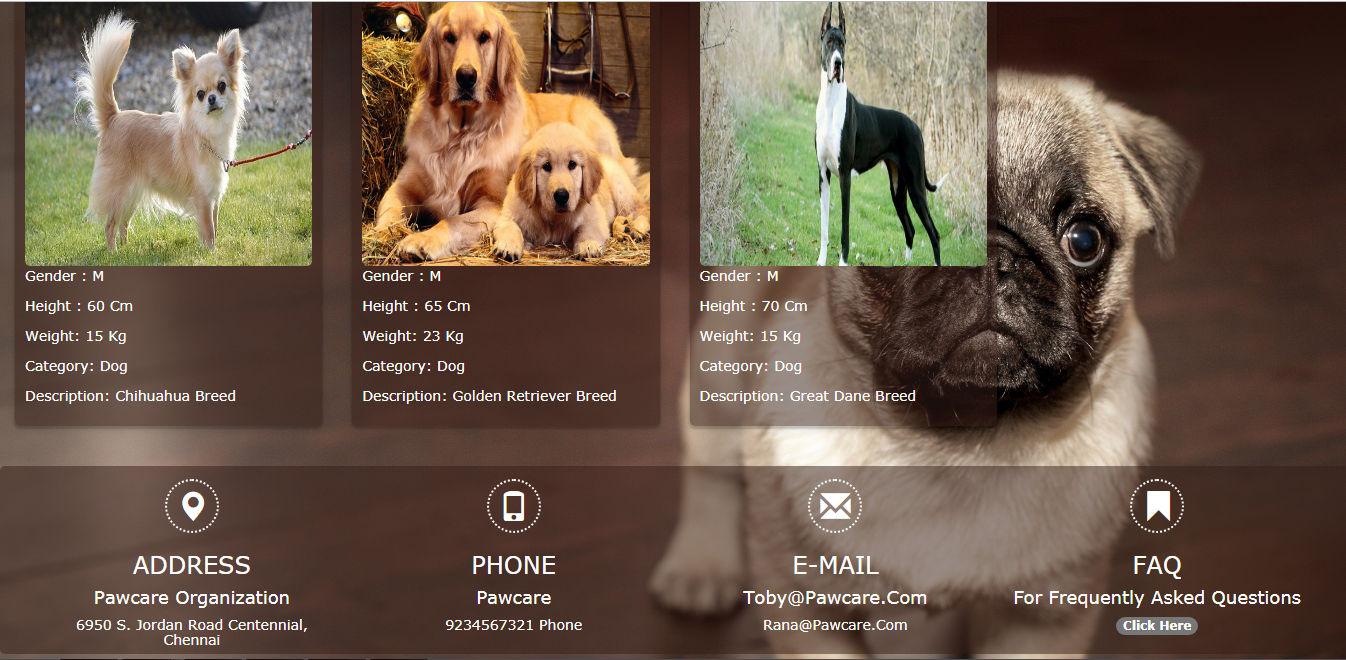 Gender : M
Height : 60 Cm
Weight: 15 Kg
Category: Dog
Description: Chihuahua Breed
Gender : M
Height : 65 Cm
Weight: 23 Kg
Category: Dog
Description: Golden Retriever Breed
Gender : M
Height : 70 Cm
Weight: 15 Kg
Category: Dog
Description: Great Dane Breed
ADDRESS
Pawcare Organization
6950 S. Jordan Road Centennial,
Chennai
PHONE
Pawcare
9234567321 Phone
E-MAIL
Toby@Pawcare.Com
Rana@Pawcare.Com
FAQ
For Frequently Asked Questions
Click Here